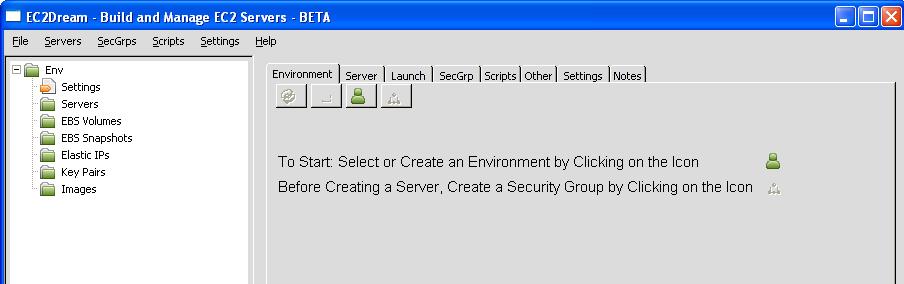 EC2Dream - Build and Manage EC2 Servers - BETA
File Servers SecGrps Scripts Settings Help
Env
Settings
Servers
EBS Volumes
EBS Snapshots
Elastic IPs
Key Pairs
Images
Environment Server Launch SecGrp Scripts Other Settings Notes
To Start: Select or Create an Environment by Clicking on the Icon
Before Creating a Server, Create a Security Group by Clicking on the Icon